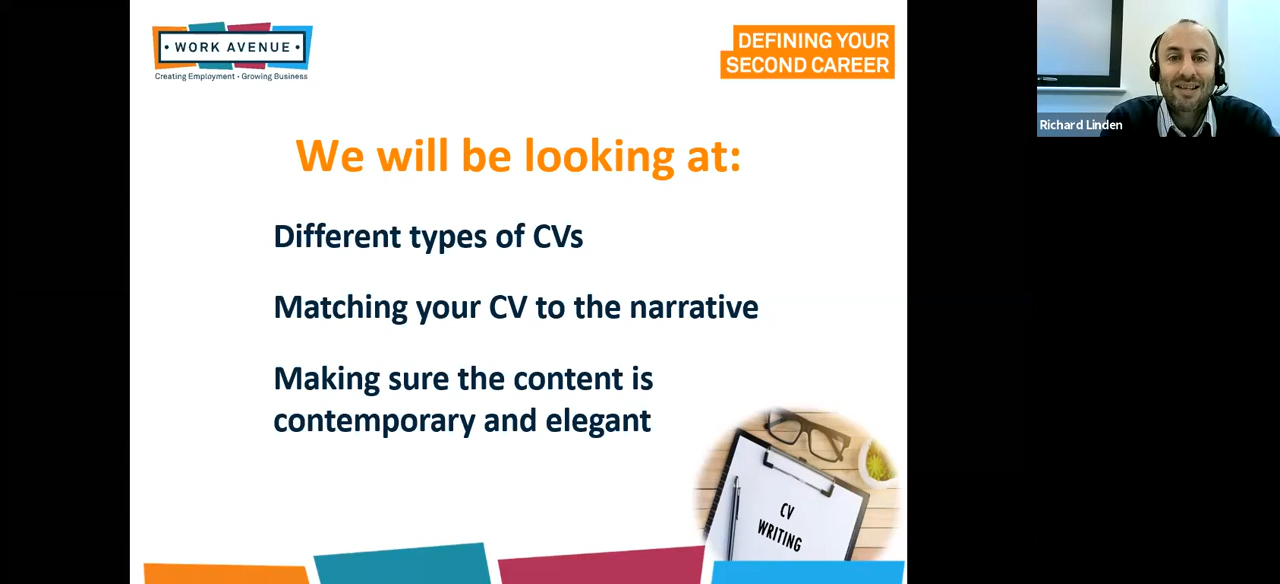 • WORK AVENUE •
Creating Employment • Growing Business
DEFINING YOUR
SECOND CAREER
Richard Linden
We will be looking at:
Different types of CVs
Matching your CV to the narrative
Making sure the content is
contemporary and elegant
CV
WRITING